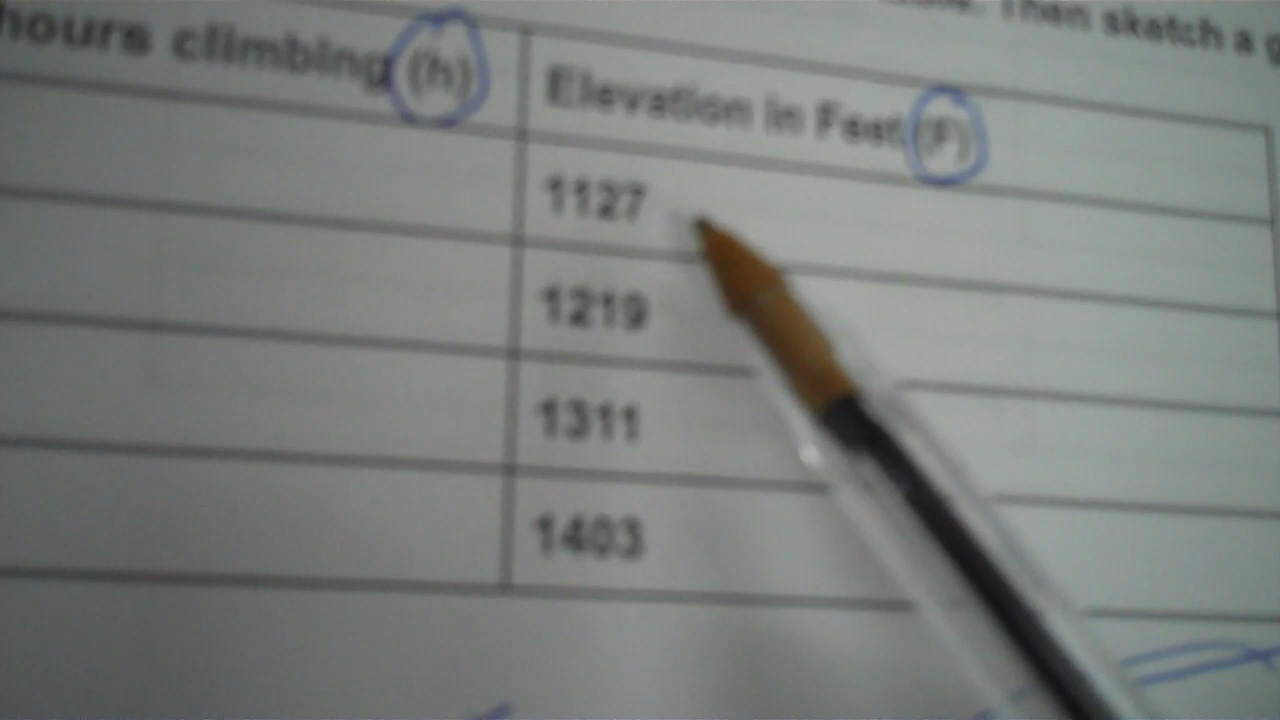 Then sketch a
hours climbing (h) Elevation in Feet (F)
1127
1219
1311
1403